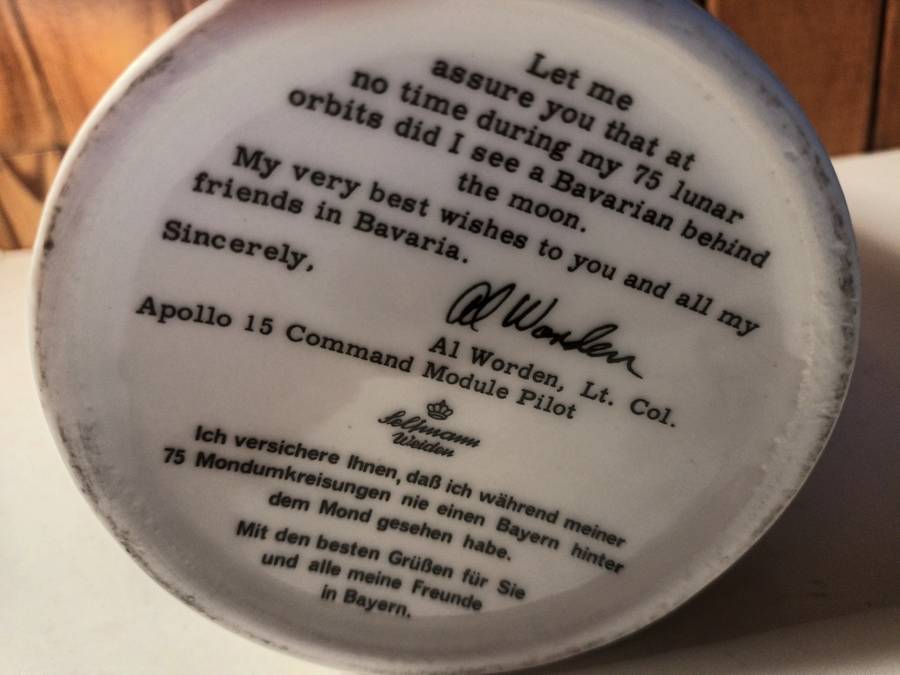 Let me
assure you that at
no time during my 75 lunar
orbits did I see a Bavarian behind
the moon.
My very best wishes to you and all my
friends in Bavaria.
Sincerely,
Al Worden
Al Worden, Lt. Col.
Apollo 15 Command Module Pilot
Seltmann
Weiden
Ich versichere Ihnen, daß ich während meiner
75 Mondumkreisungen nie einen Bayern hinter
dem Mond gesehen habe.
Mit den besten Grüßen für Sie
und alle meine Freunde
in Bayern.